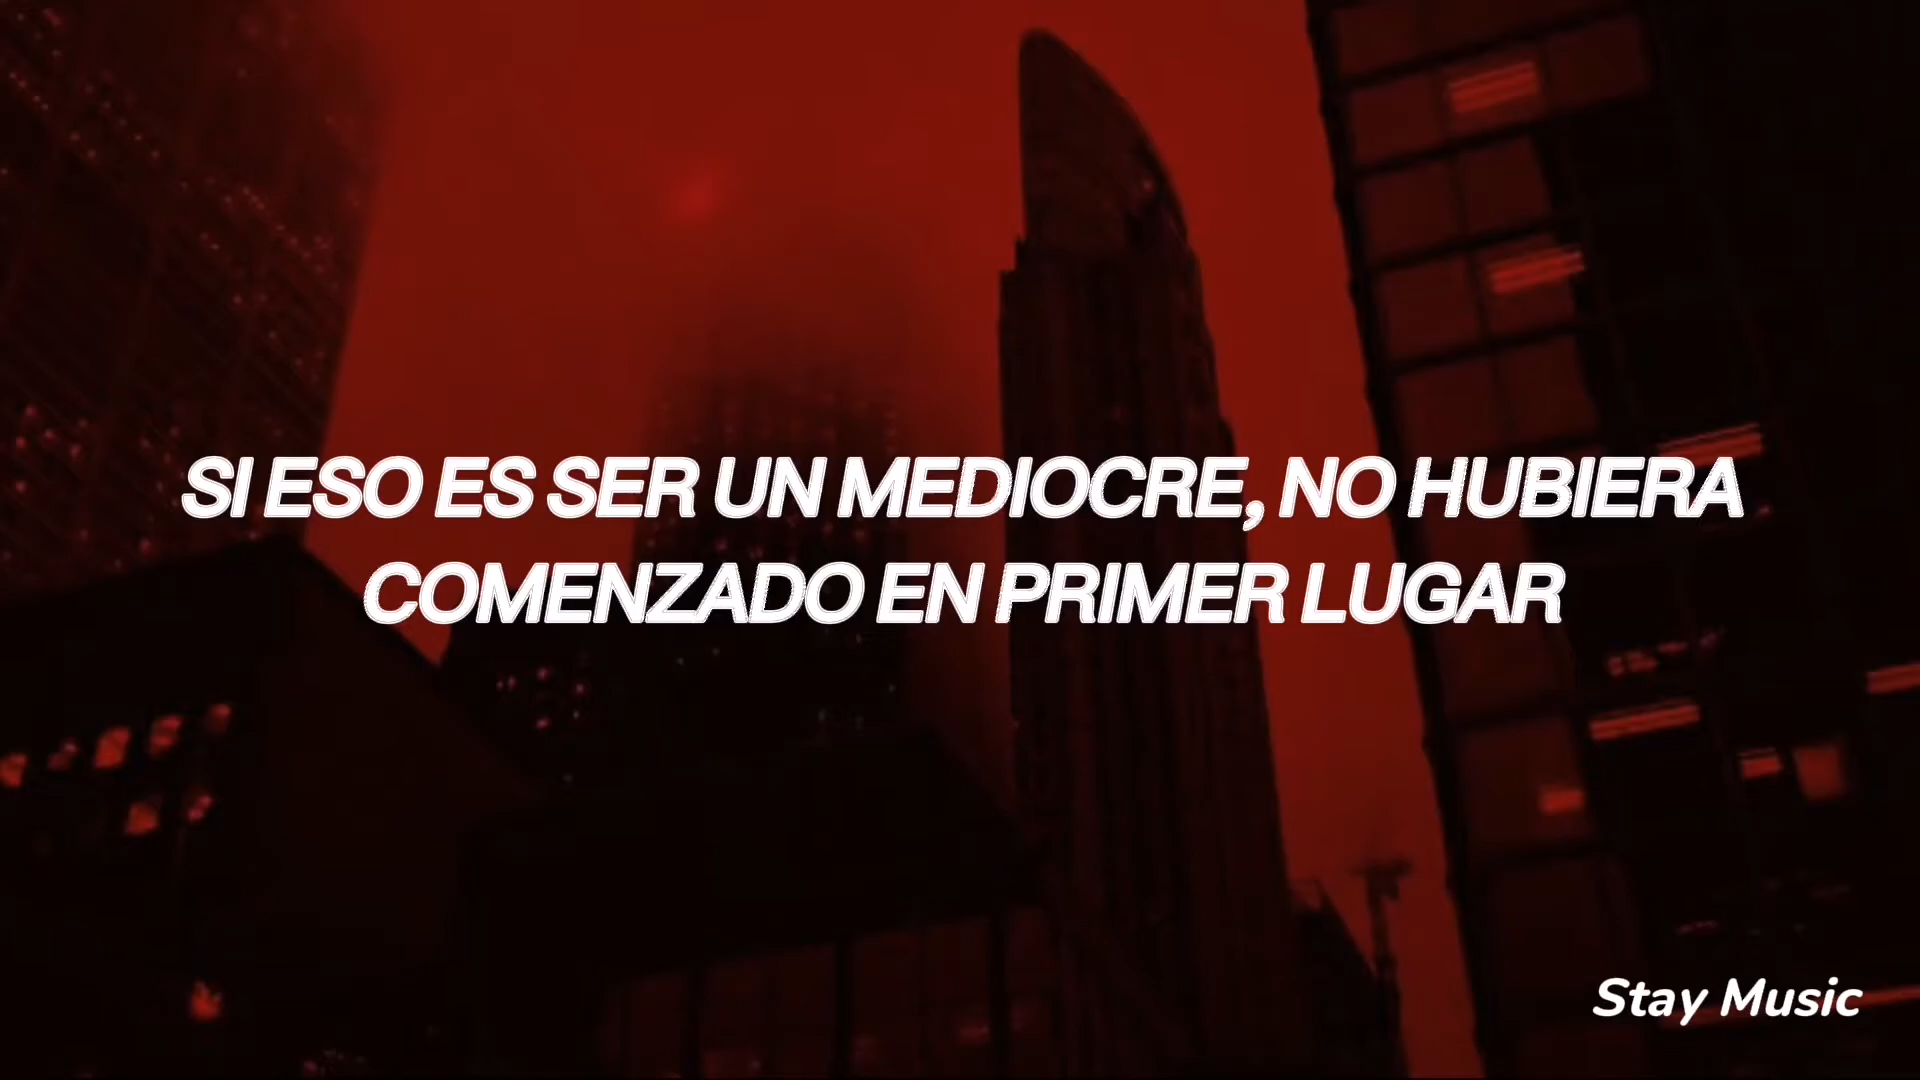 SI ESO ES SER UN MEDIOCRE, NO HUBIERA
COMENZADO EN PRIMER LUGAR
Stay Music